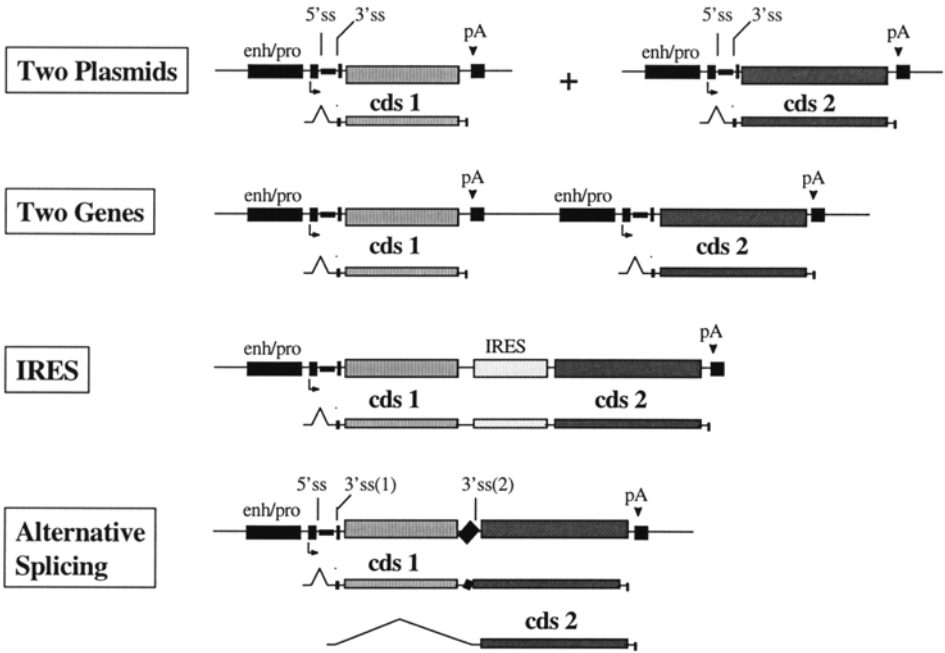 5'ss 3'ss 5'ss 3'ss
enh/pro pA enh/pro pA
Two Plasmids
+
cds 1 cds 2
enh/pro pA enh/pro pA
Two Genes
cds 1 cds 2
enh/pro IRES pA
IRES
cds 1 cds 2
5'ss 3'ss(1) 3'ss(2)
enh/pro pA
Alternative
Splicing
cds 1
cds 2